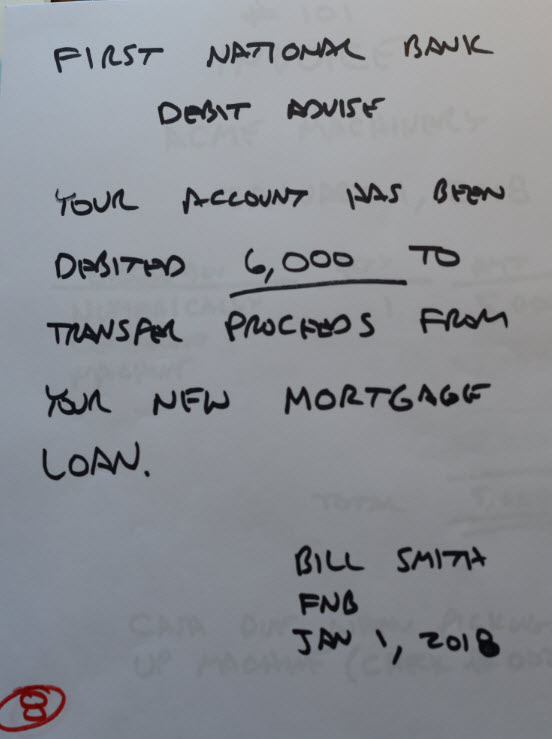 FIRST NATIONAL BANK
DEBIT ADVISE
YOUR ACCOUNT HAS BEEN
DEBITED 6,000 TO
TRANSFER PROCEEDS FROM
YOUR NEW MORTGAGE
LOAN.
BILL SMITH
FNB
JAN 1, 2018
8